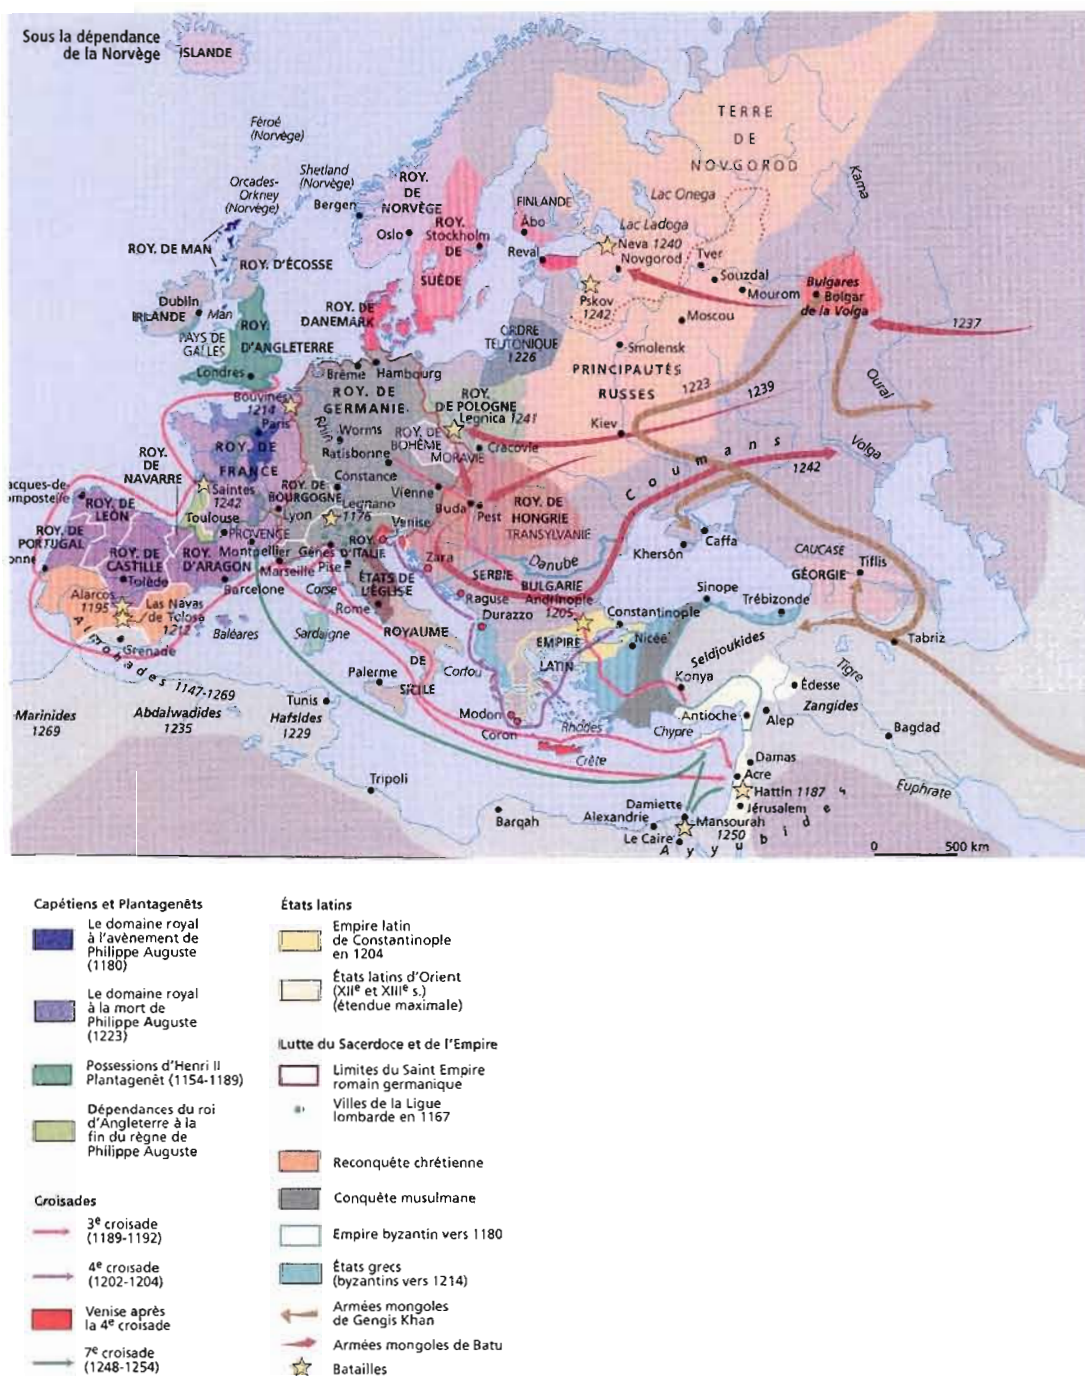 Sous la dépendance
de la Norvège
ISLANDE
Féroé
(Norvège)
Shetland
(Norvège)
Orcades-
Orkney
(Norvège)
Bergen
ROY.
DE
NORVÈGE
Oslo
ROY.
Stockholm
DE
SUÈDE
FINLANDE
Åbo
Reval
Lac Onega
Lac Ladoga
TERRE
DE
NOVGOROD
Kama
Neva 1240
Novgorod
Pskov
1242
Tver
Souzdal
Mourom
Moscou
Bulgares
Bolgar
de la Volga
1237
ROY. DE MAN
ROY. D'ÉCOSSE
Dublin
IRLANDE
Man
PAYS DE
GALLES
ROY.
D'ANGLETERRE
Londres
ROY. DE
DANEMARK
ORDRE
TEUTONIQUE
1226
Smolensk
PRINCIPAUTÉS
RUSSES
1223
1239
Oural
Brême
Hambourg
ROY. DE
GERMANIE
Rhin
Worms
Ratisbonne
ROY.
DE POLOGNE
Legnica 1241
ROY. DE
BOHÊME
MORAVIE
Cracovie
Kiev
Coumans
1242
Volga
Bouvines
1214
Paris
ROY. DE
FRANCE
ROY.
DE
NAVARRE
Saintes
1242
Constance
ROY. DE
BOURGOGNE
Lyon
Legnano
1176
Vienne
Venise
Buda
Pest
ROY. DE
HONGRIE
TRANSYLVANIE
acques-de-
ompostelle
ROY. DE
LEÓN
ROY. DE
PORTUGAL
onne
ROY. DE
CASTILLE
Tolède
ROY.
D'ARAGON
Toulouse
PROVENCE
Montpellier
Marseille
Barcelone
Gênes
Pise
ROY.
D'ITALIE
ÉTATS DE
L'ÉGLISE
Corse
Rome
Zara
Raguse
SERBIE
BULGARIE
Danube
Andrinople
1205
Durazzo
Khersôn
Caffa
CAUCASE
GÉORGIE
Tiflis
Alarcos
1195
Las Navas
de Tolosa
1212
Grenade
Almohades 1147-1269
Baléares
Sardaigne
ROYAUME
DE
SICILE
Palerme
Corfou
Constantinople
EMPIRE
LATIN
Nicée
Sinope
Trébizonde
Seldjoukides
Tabriz
Konya
Tigre
Édesse
Zangides
Antioche
Alep
Bagdad
Marinides
1269
Abdalwadides
1235
Tunis
Hafsides
1229
Modon
Coron
Rhodes
Chypre
Crète
Damas
Acre
Hattin 1187
Jérusalem
Euphrate
Tripoli
Barqah
Damiette
Alexandrie
Mansourah
1250
Le Caire
Ayyubides
0 500 km
Capétiens et Plantagenêts
Le domaine royal
à l'avènement de
Philippe Auguste
(1180)
Le domaine royal
à la mort de
Philippe Auguste
(1223)
Possessions d'Henri II
Plantagenêt (1154-1189)
Dépendances du roi
d'Angleterre à la
fin du règne de
Philippe Auguste
Croisades
3e croisade
(1189-1192)
4e croisade
(1202-1204)
Venise après
la 4e croisade
7e croisade
(1248-1254)
États latins
Empire latin
de Constantinople
en 1204
États latins d'Orient
(XIIe et XIIIe s.)
(étendue maximale)
Lutte du Sacerdoce et de l'Empire
Limites du Saint Empire
romain germanique
Villes de la Ligue
lombarde en 1167
Reconquête chrétienne
Conquête musulmane
Empire byzantin vers 1180
États grecs
(byzantins vers 1214)
Armées mongoles
de Gengis Khan
Armées mongoles de Batu
Batailles